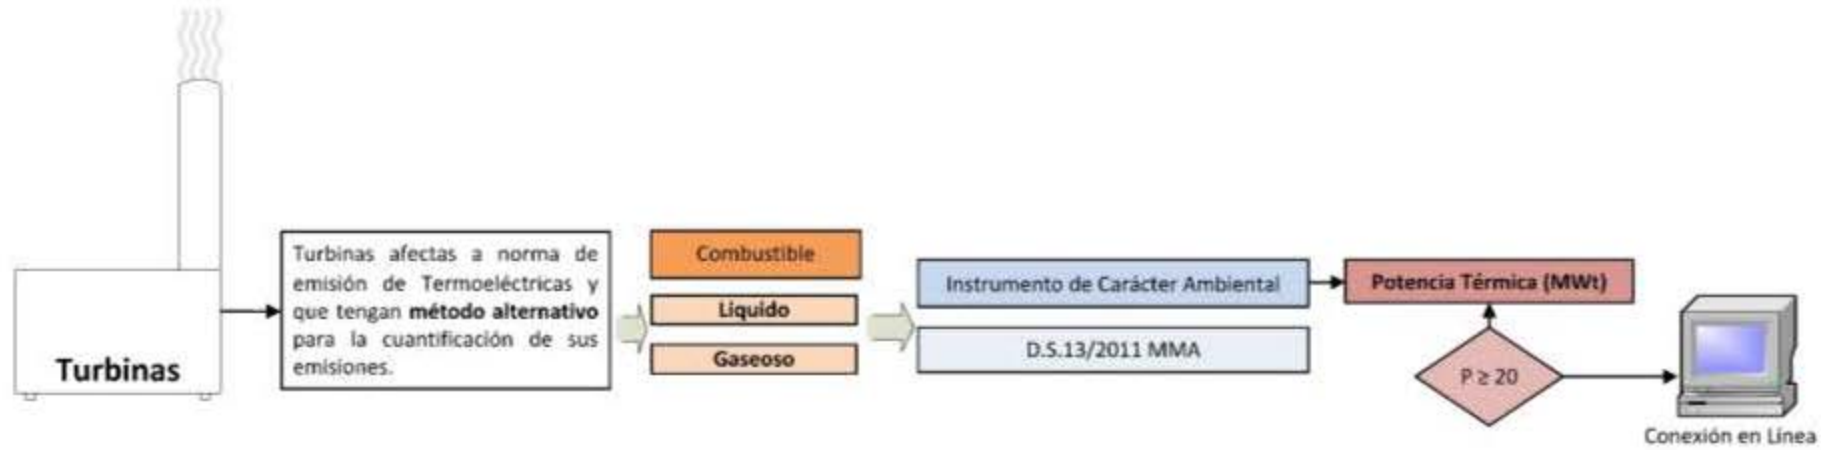 Turbinas
Turbinas afectas a norma de
emisión de Termoeléctricas y
que tengan método alternativo
para la cuantificación de sus
emisiones.
Combustible
Liquido
Gaseoso
Instrumento de Carácter Ambiental
D.S.13/2011 MMA
Potencia Térmica (MWt)
P ≥ 20
Conexión en Línea